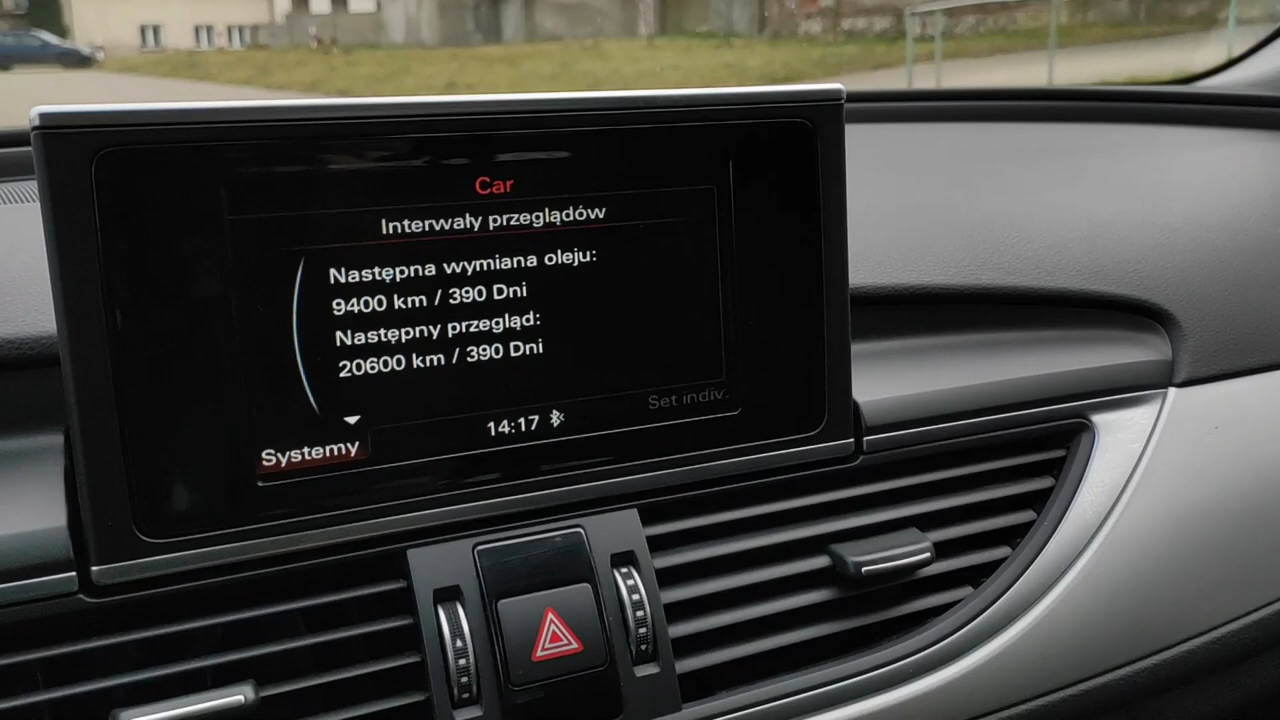 Car
Interwały przeglądów
Następna wymiana oleju:
9400 km / 390 Dni
Następny przegląd:
20600 km / 390 Dni
Set indiv.
14:17
Systemy